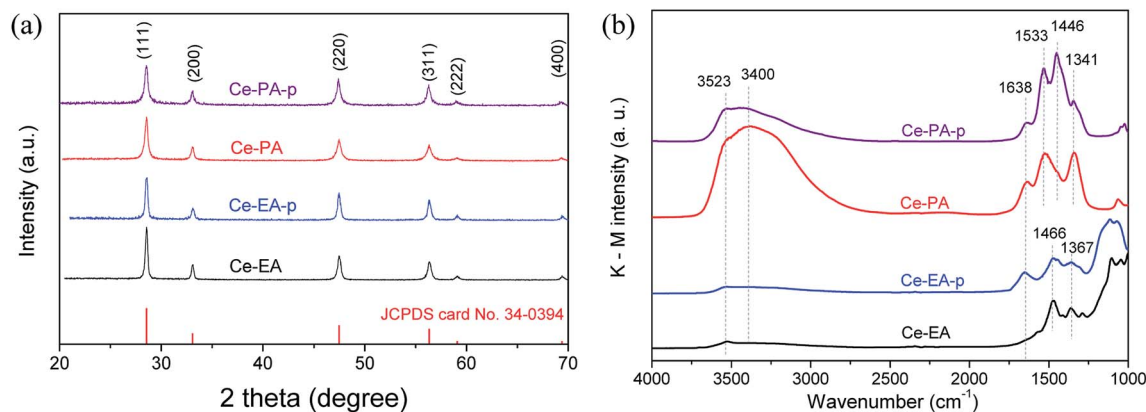 (a)
(111)
(200)
(220)
(311)
(222)
(400)
Ce-PA-p
Ce-PA
Ce-EA-p
Ce-EA
JCPDS card No. 34-0394
Intensity (a.u.)
20 30 40 50 60 70
2 theta (degree)
(b)
3523
3400
1638
1533
1446
1341
Ce-PA-p
Ce-PA
1466
1367
Ce-EA-p
Ce-EA
K - M intensity (a. u.)
4000 3500 3000 2500 2000 1500 1000
Wavenumber (cm⁻¹)